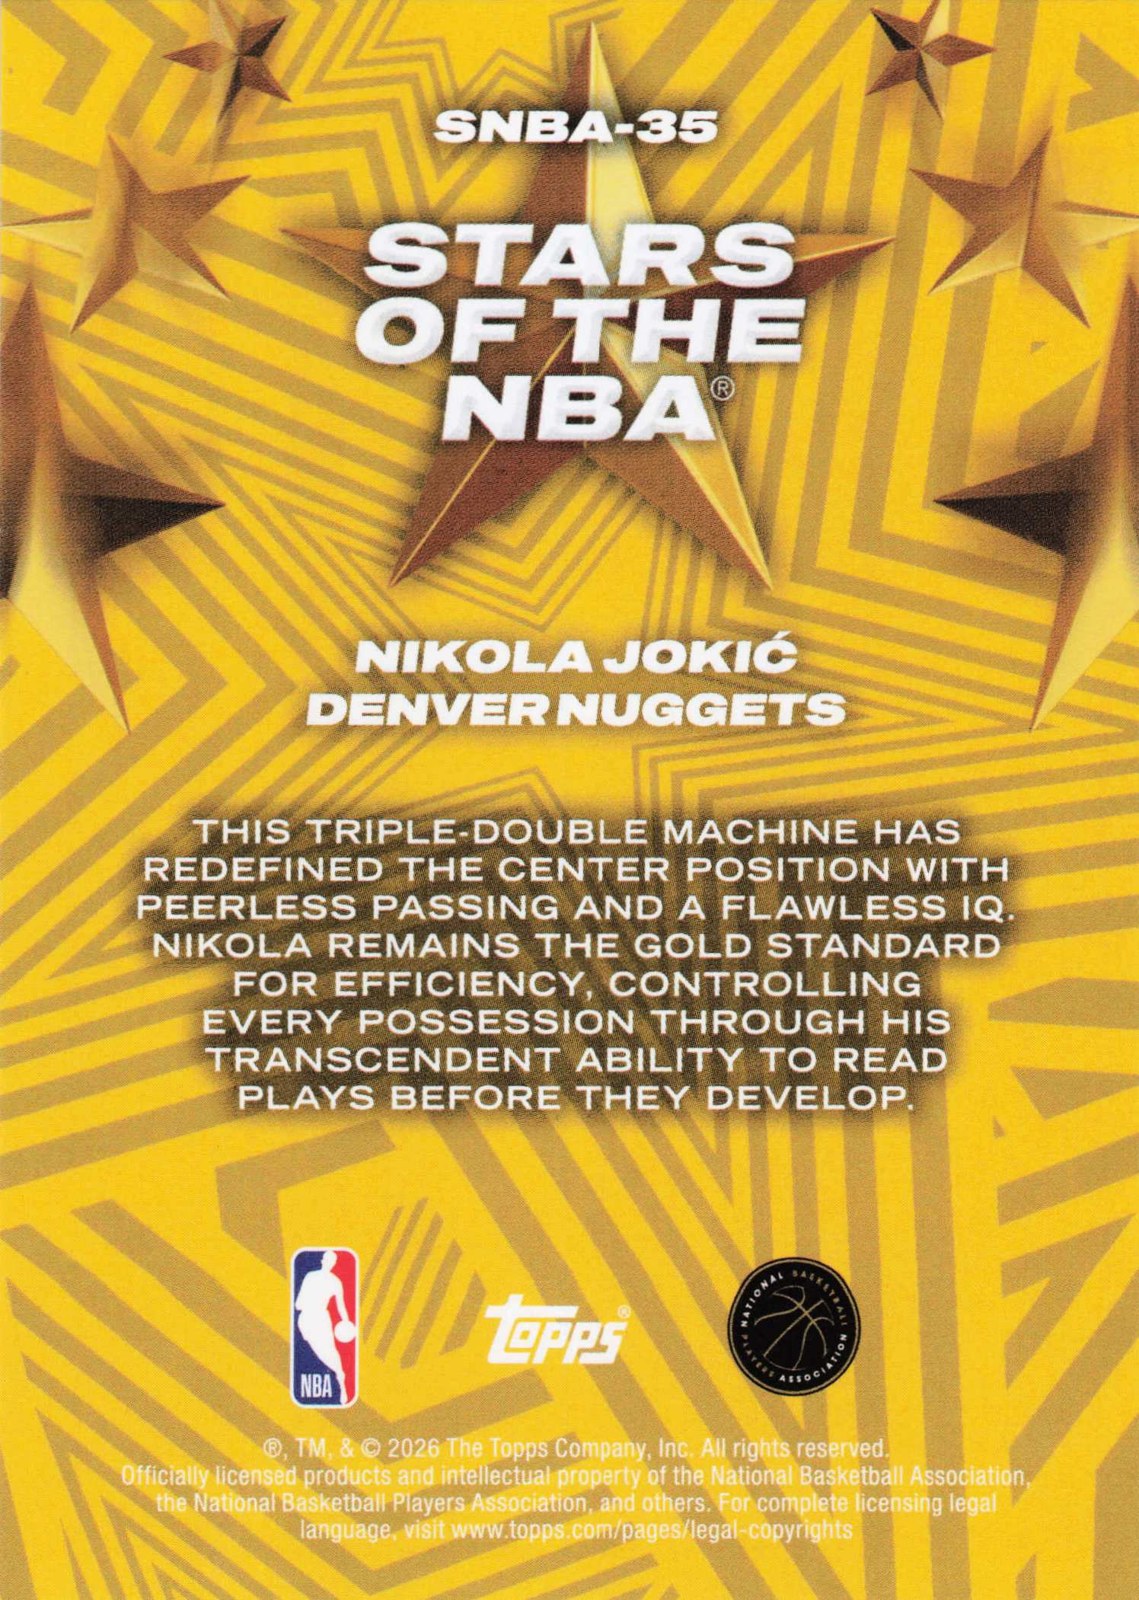 SNBA-35
STARS
OF THE
NBA®
NIKOLA JOKIĆ
DENVER NUGGETS
THIS TRIPLE-DOUBLE MACHINE HAS
REDEFINED THE CENTER POSITION WITH
PEERLESS PASSING AND A FLAWLESS IQ.
NIKOLA REMAINS THE GOLD STANDARD
FOR EFFICIENCY, CONTROLLING
EVERY POSSESSION THROUGH HIS
TRANSCENDENT ABILITY TO READ
PLAYS BEFORE THEY DEVELOP.
NBA
topps®
NATIONAL BASKETBALL
PLAYERS ASSOCIATION
®, TM, & © 2026 The Topps Company, Inc. All rights reserved.
Officially licensed products and intellectual property of the National Basketball Association,
the National Basketball Players Association, and others. For complete licensing legal
language, visit www.topps.com/pages/legal-copyrights